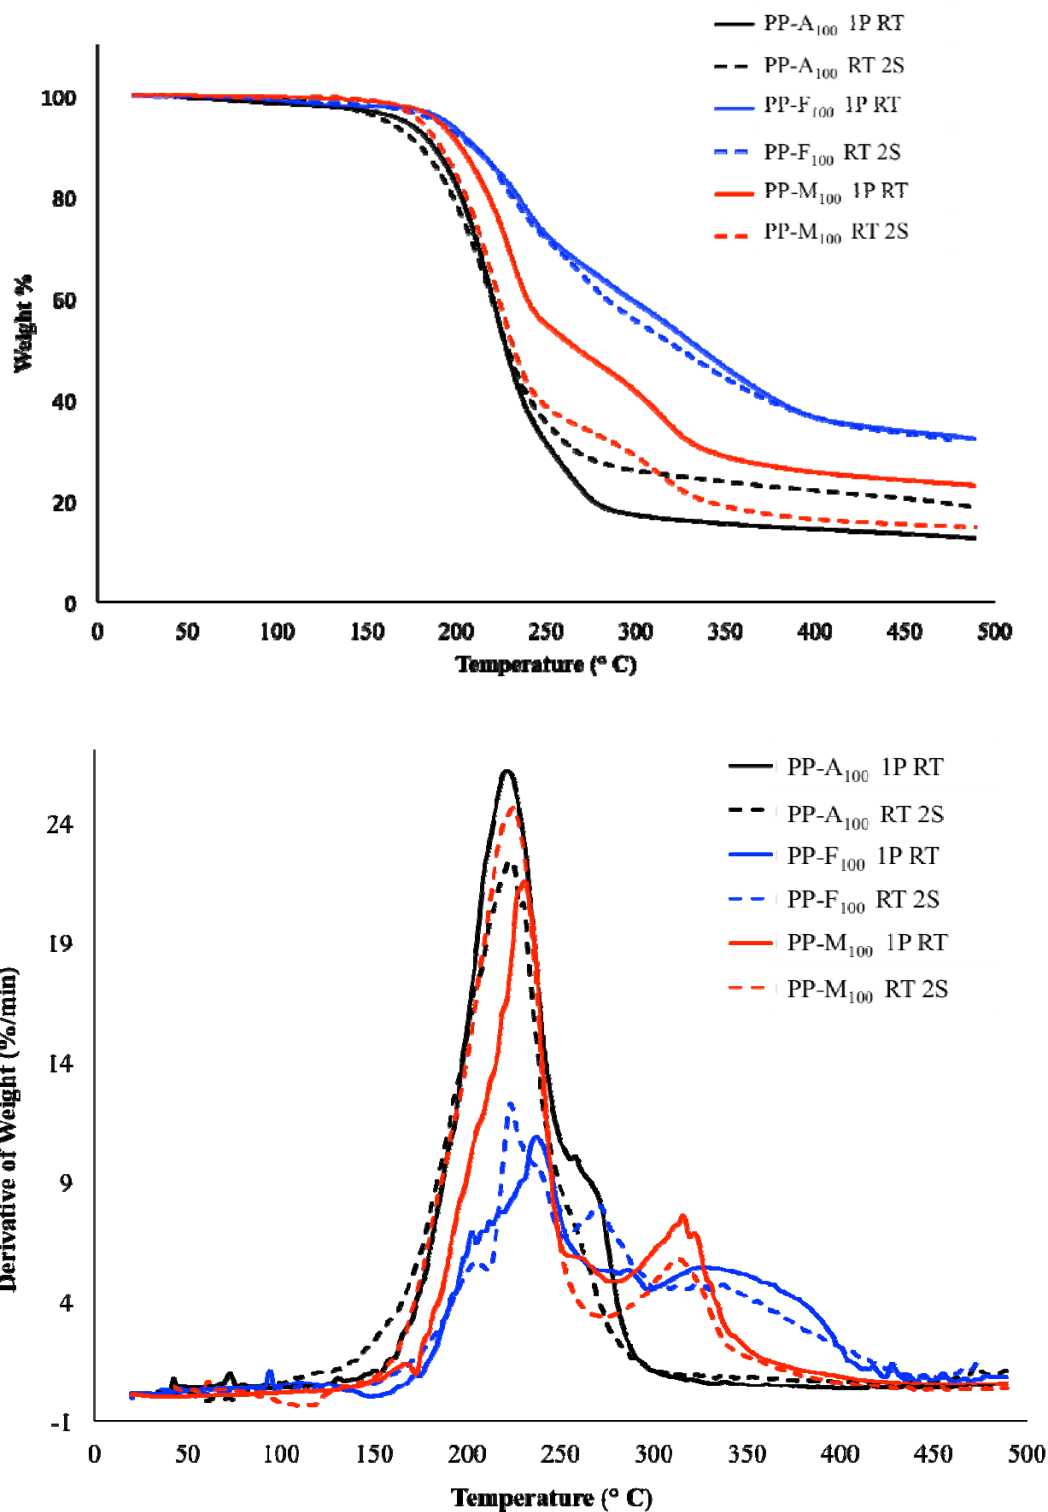 PP-A₁₀₀ 1P RT
PP-A₁₀₀ RT 2S
PP-F₁₀₀ 1P RT
PP-F₁₀₀ RT 2S
PP-M₁₀₀ 1P RT
PP-M₁₀₀ RT 2S
100
80
60
40
20
0
Weight %
0 50 100 150 200 250 300 350 400 450 500
Temperature (° C)
PP-A₁₀₀ 1P RT
PP-A₁₀₀ RT 2S
PP-F₁₀₀ 1P RT
PP-F₁₀₀ RT 2S
PP-M₁₀₀ 1P RT
PP-M₁₀₀ RT 2S
24
19
14
9
4
-1
Derivative of Weight (%/min)
0 50 100 150 200 250 300 350 400 450 500
Temperature (° C)